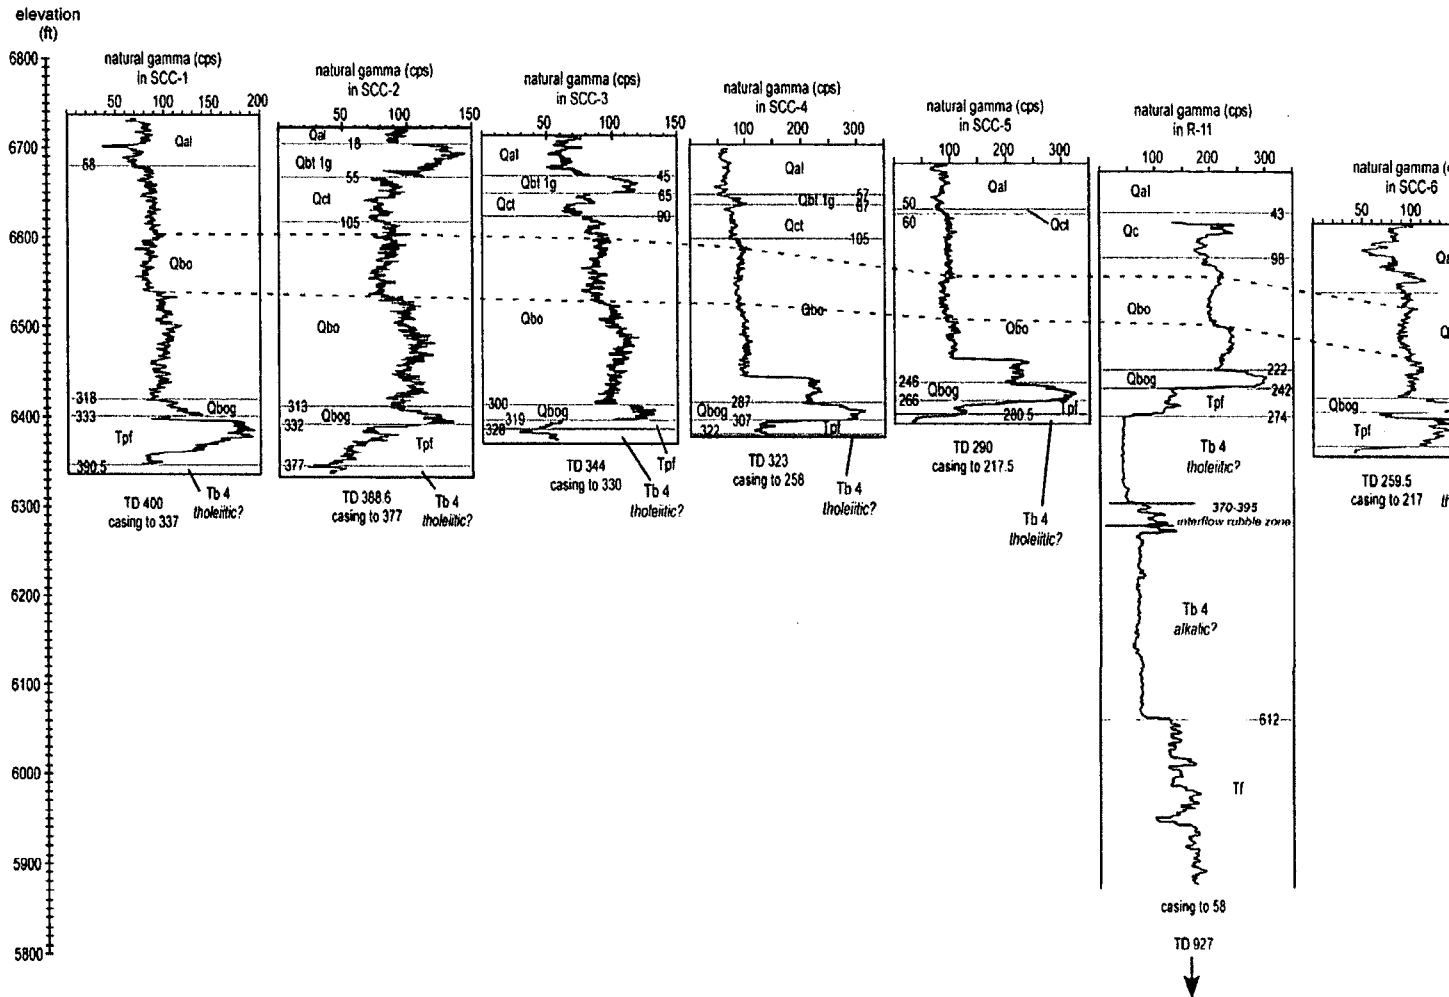 elevation
(ft)
6800
6700
6600
6500
6400
6300
6200
6100
6000
5900
5800
natural gamma (cps)
in SCC-1
50 100 150 200
Qal
58
Qbo
318
Qbog
333
Tpf
390.5
Tb 4
tholeiitic?
TD 400
casing to 337
natural gamma (cps)
in SCC-2
50 100 150
Qal
18
Qbt 1g
55
Qct
105
Qbo
313
Qbog
332
Tpf
377
Tb 4
tholeiitic?
TD 388.6
casing to 377
natural gamma (cps)
in SCC-3
50 100 150
Qal
45
Qbt 1g
65
Qct
90
Qbo
300
Qbog
319
328
Tpf
Tb 4
tholeiitic?
TD 344
casing to 330
natural gamma (cps)
in SCC-4
100 200 300
Qal
57
Qbt 1g
67
Qct
105
Qbo
287
Qbog
307
Tpf
322
TD 323
casing to 258
Tb 4
tholeiitic?
natural gamma (cps)
in SCC-5
100 200 300
Qal
50
60
Qct
Qbo
246
Qbog
266
Tpf
280.5
TD 290
casing to 217.5
Tb 4
tholeiitic?
natural gamma (cps)
in R-11
100 200 300
Qal
43
Qc
98
Qbo
222
Qbog
242
Tpf
274
Tb 4
tholeiitic?
370-395
interflow rubble zone
Tb 4
alkalic?
612
Tf
casing to 58
TD 927
natural gamma (c
in SCC-6
50 100
Qa
Q
Qbog
Tpf
TD 259.5
casing to 217
th